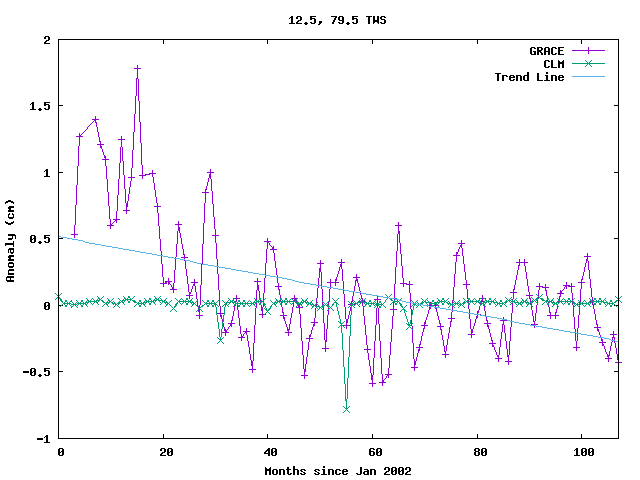 12.5, 79.5 TWS
GRACE
CLM
Trend Line
2
1.5
1
0.5
0
-0.5
-1
Anomaly (cm)
0 20 40 60 80 100
Months since Jan 2002